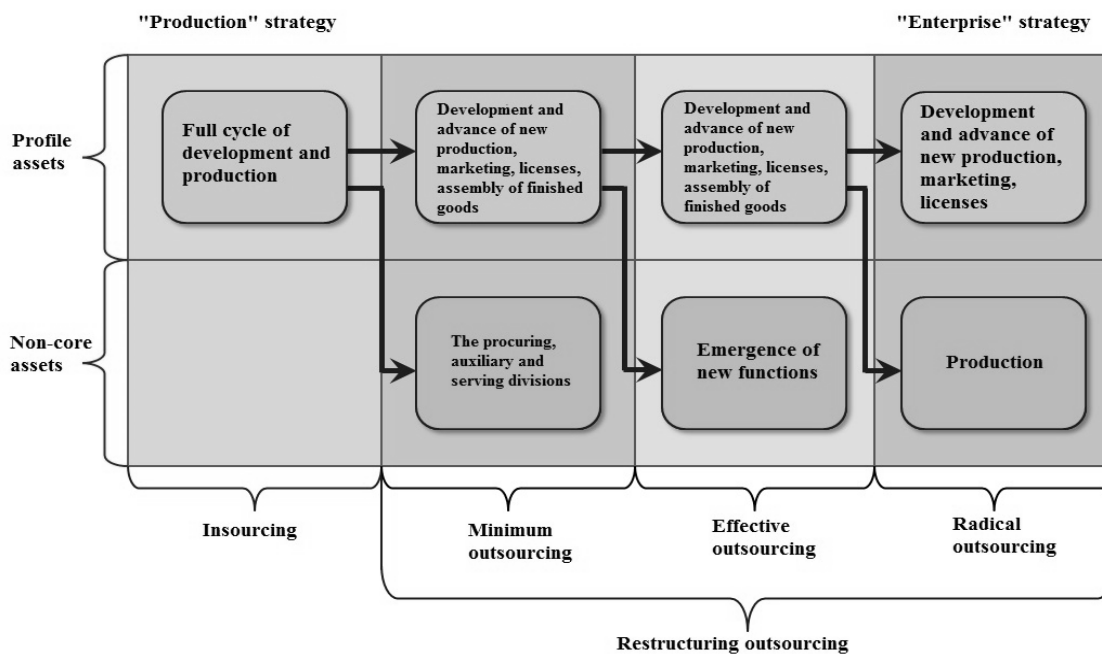 "Production" strategy
"Enterprise" strategy
Profile
assets
Full cycle of
development and
production
Development and
advance of new
production,
marketing, licenses,
assembly of finished
goods
Development and
advance of new
production,
marketing, licenses,
assembly of
finished goods
Development
and advance of
new production,
marketing,
licenses
Non-core
assets
The procuring,
auxiliary and
serving divisions
Emergence of
new functions
Production
Insourcing
Minimum
outsourcing
Effective
outsourcing
Radical
outsourcing
Restructuring outsourcing